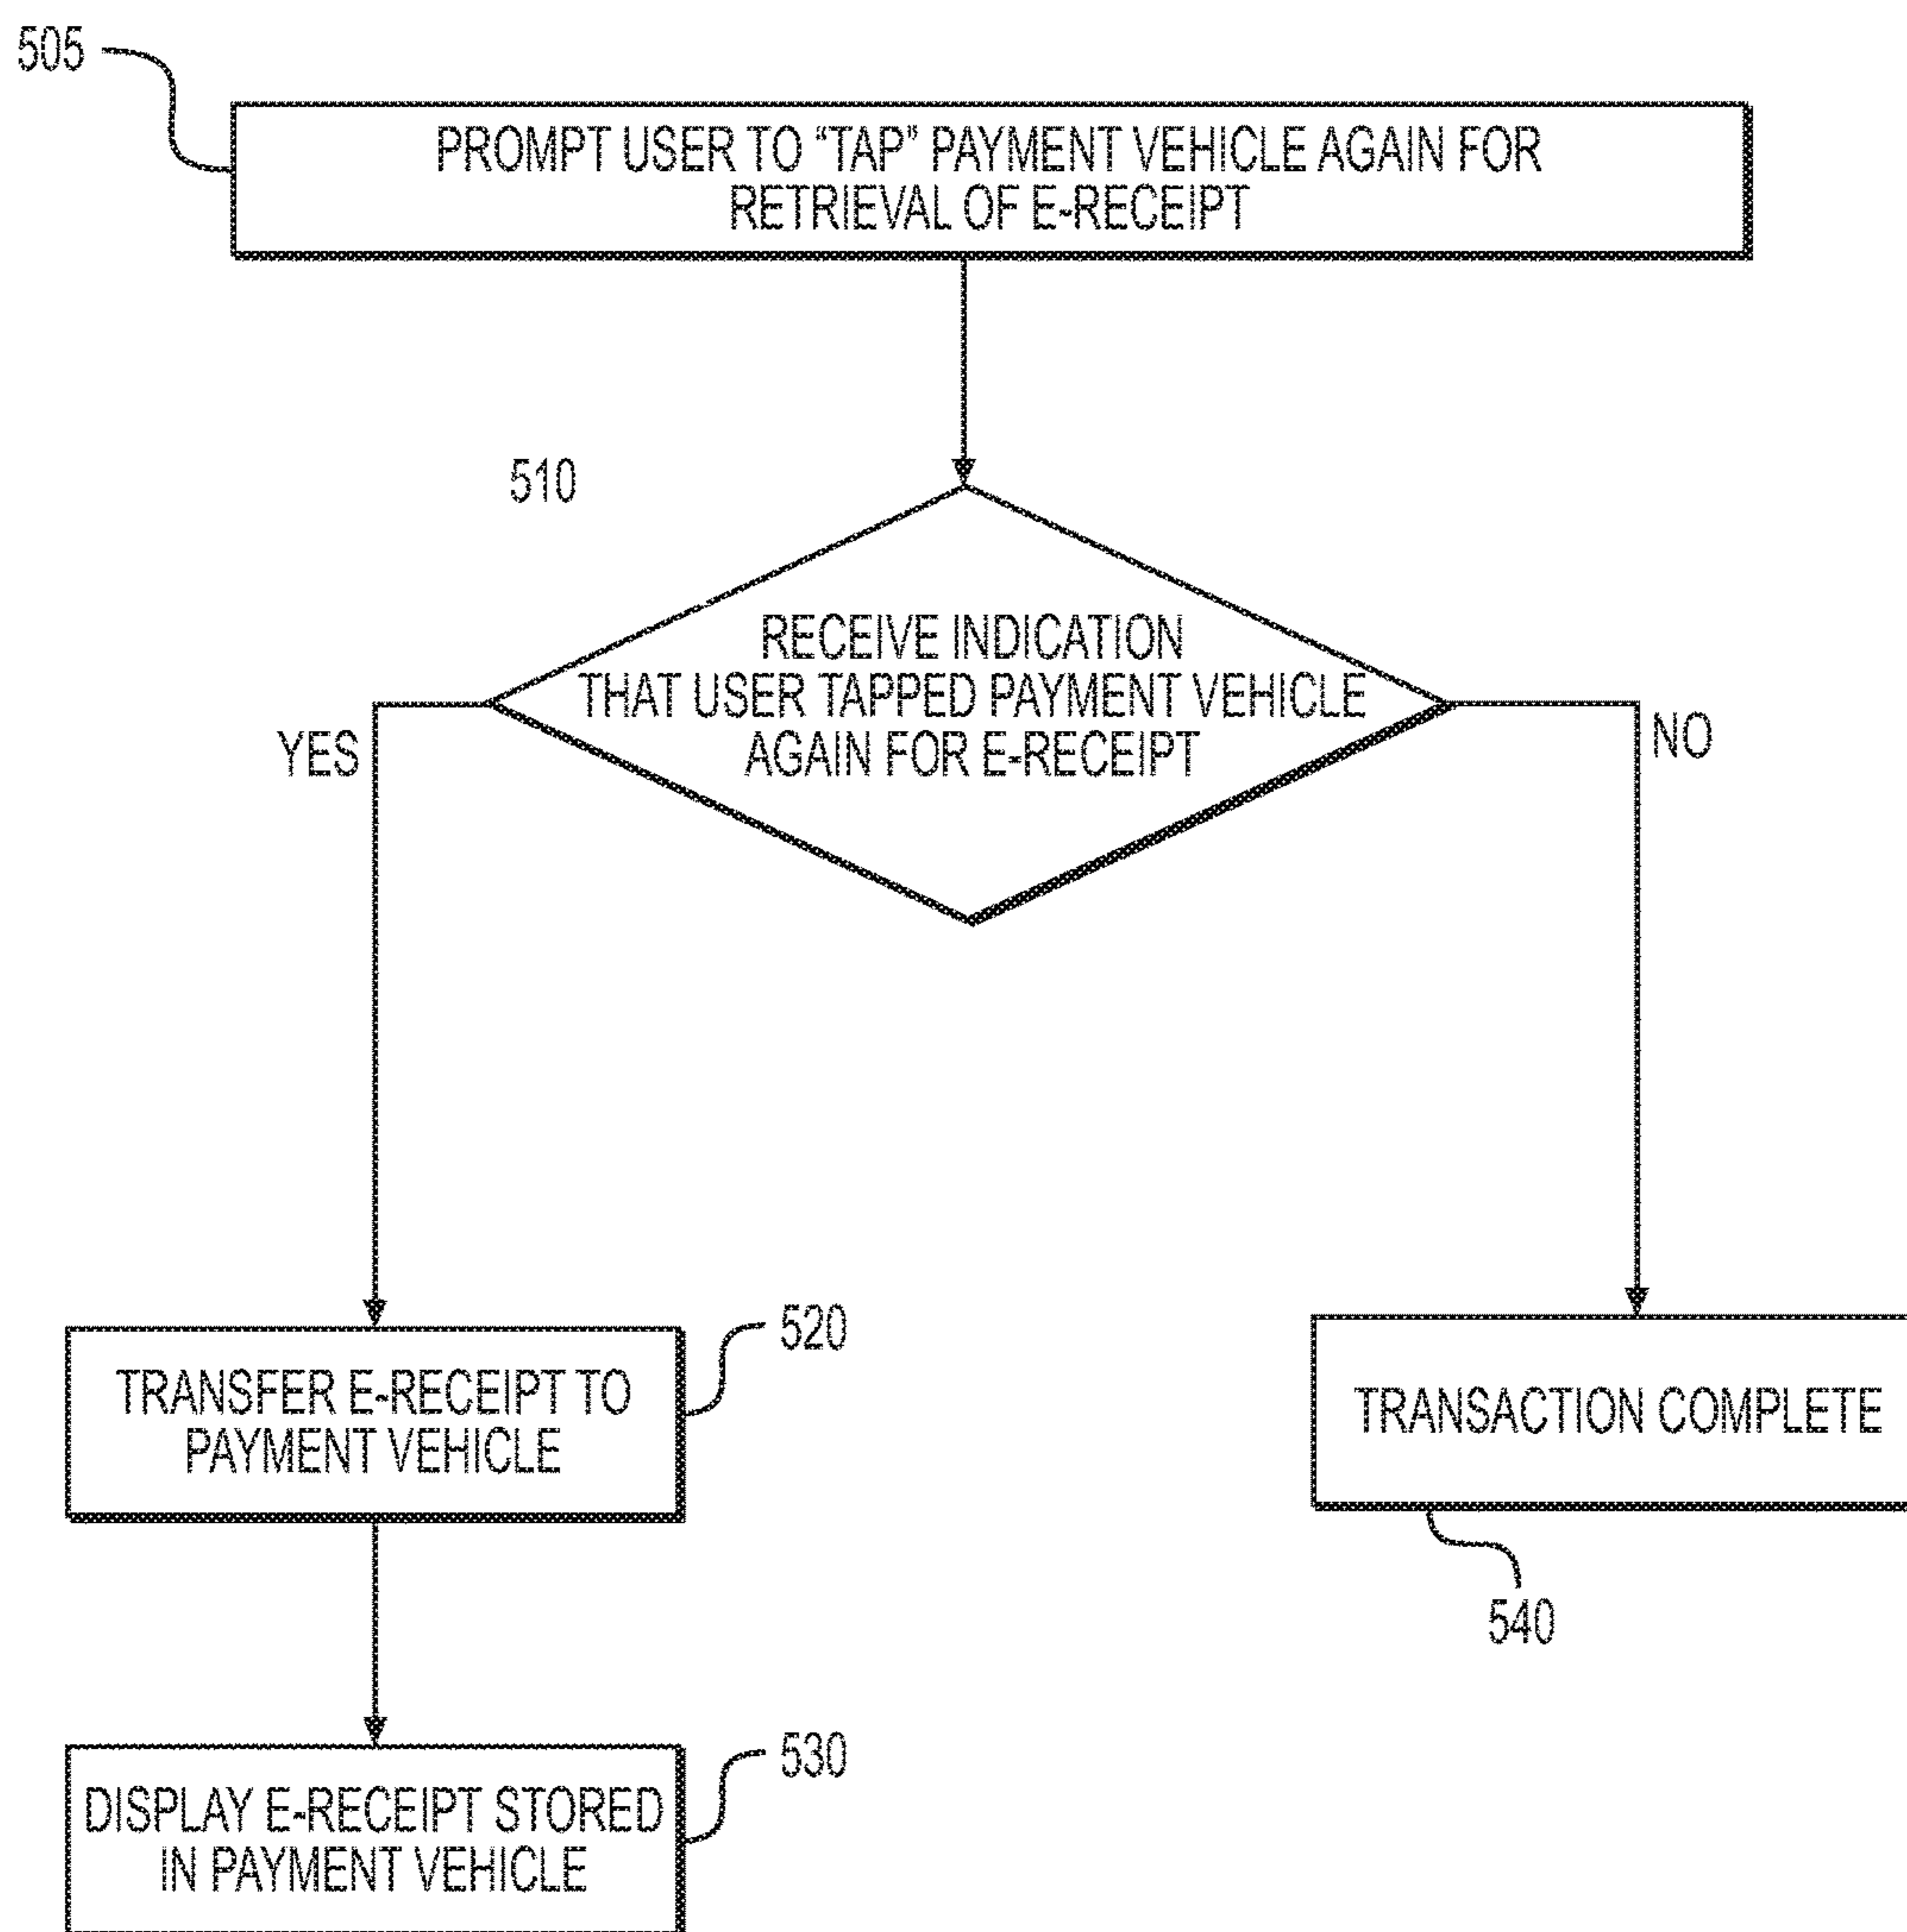 505
PROMPT USER TO “TAP” PAYMENT VEHICLE AGAIN FOR
RETRIEVAL OF E-RECEIPT
510
RECEIVE INDICATION
THAT USER TAPPED PAYMENT VEHICLE
AGAIN FOR E-RECEIPT
YES
NO
520
TRANSFER E-RECEIPT TO
PAYMENT VEHICLE
TRANSACTION COMPLETE
540
530
DISPLAY E-RECEIPT STORED
IN PAYMENT VEHICLE